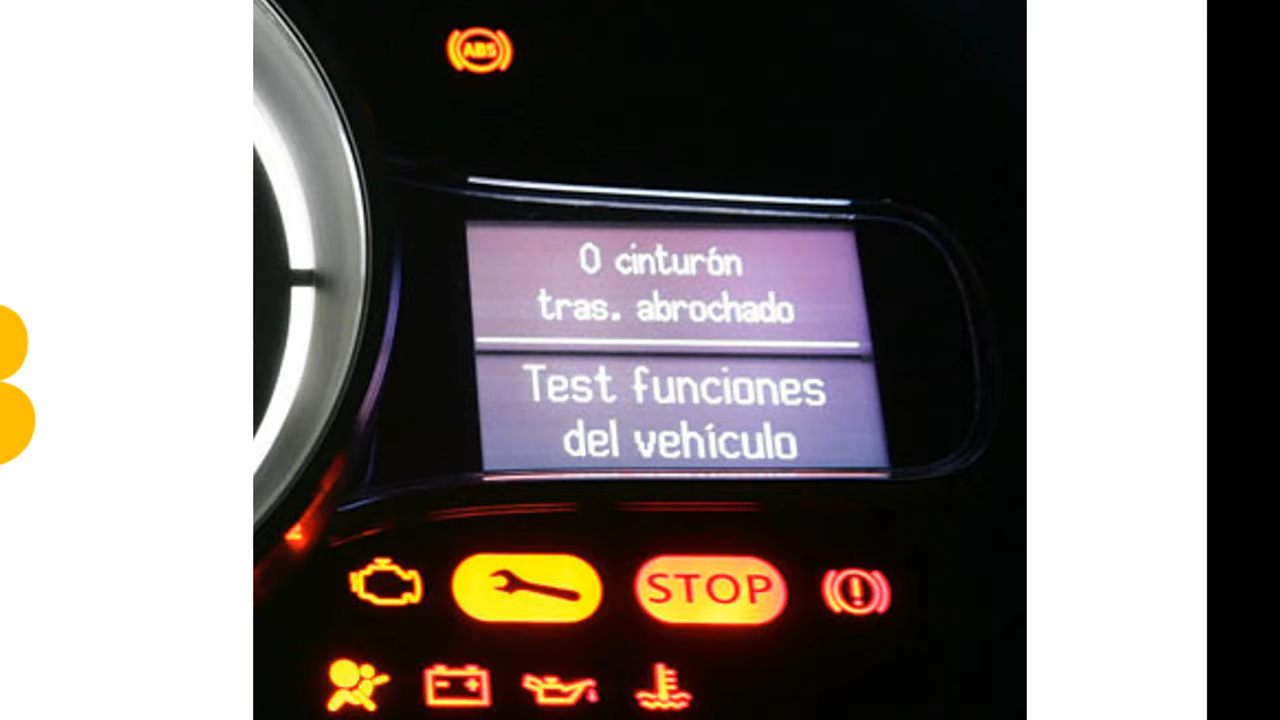 ABS
0 cinturón
tras. abrochado
Test funciones
del vehículo
STOP